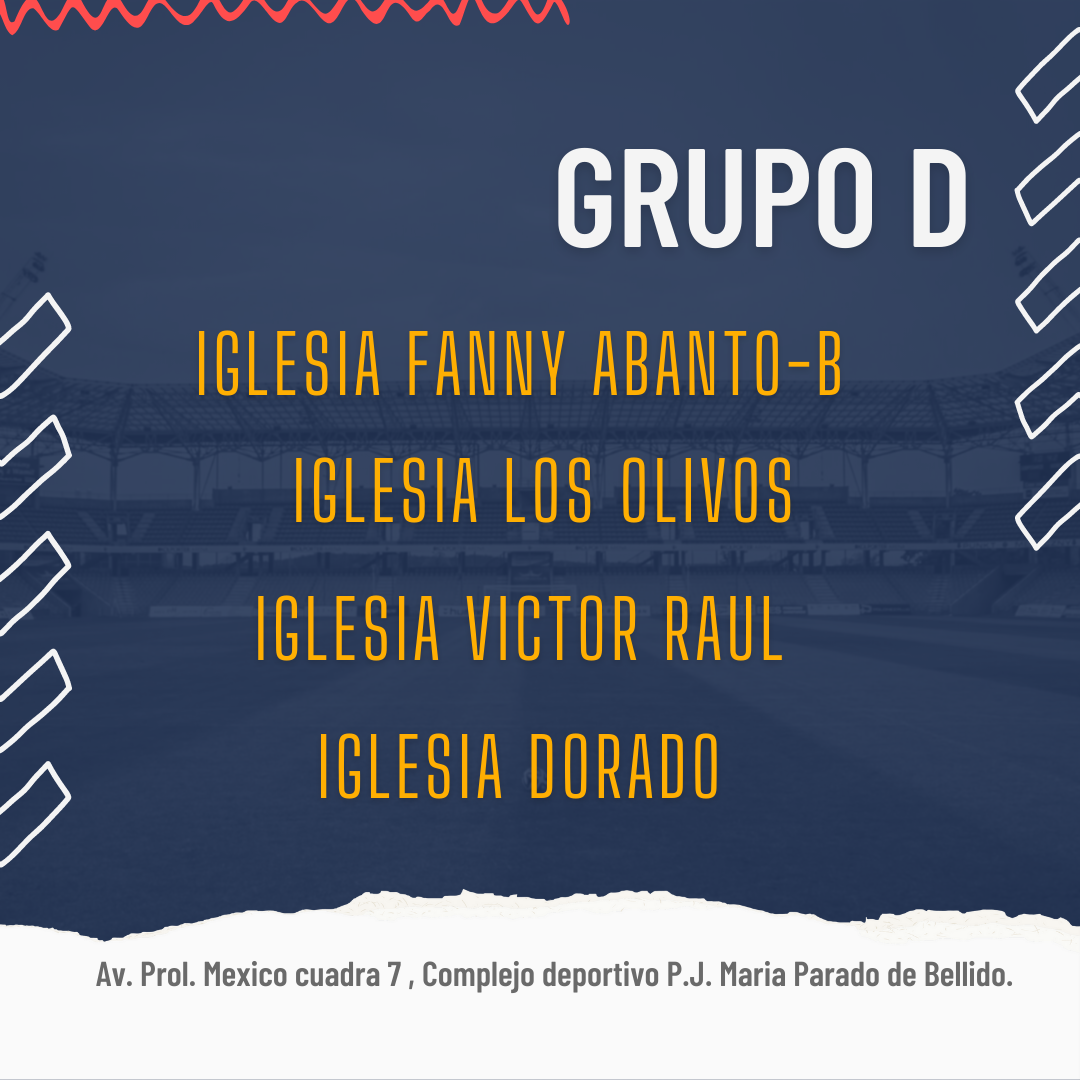 GRUPO D
IGLESIA FANNY ABANTO-B
IGLESIA LOS OLIVOS
IGLESIA VICTOR RAUL
IGLESIA DORADO
Av. Prol. Mexico cuadra 7 , Complejo deportivo P.J. Maria Parado de Bellido.